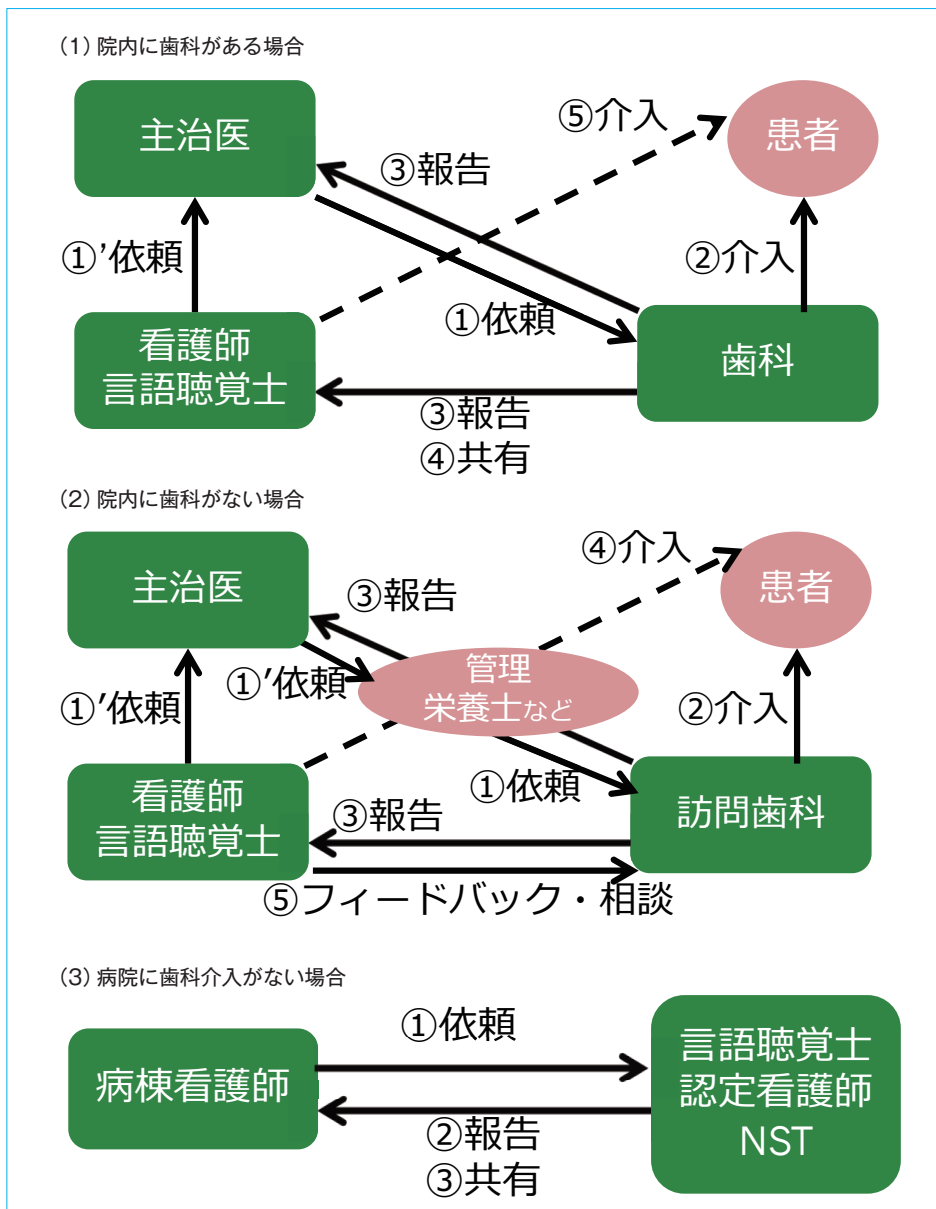 (1) 院内に歯科がある場合
主治医
⑤介入
患者
③報告
①’依頼
②介入
①依頼
看護師
言語聴覚士
歯科
③報告
④共有
(2) 院内に歯科がない場合
主治医
④介入
患者
③報告
①’依頼
管理
栄養士など
①’依頼
②介入
①依頼
看護師
言語聴覚士
③報告
訪問歯科
⑤フィードバック・相談
(3) 病院に歯科介入がない場合
①依頼
病棟看護師
言語聴覚士
認定看護師
NST
②報告
③共有